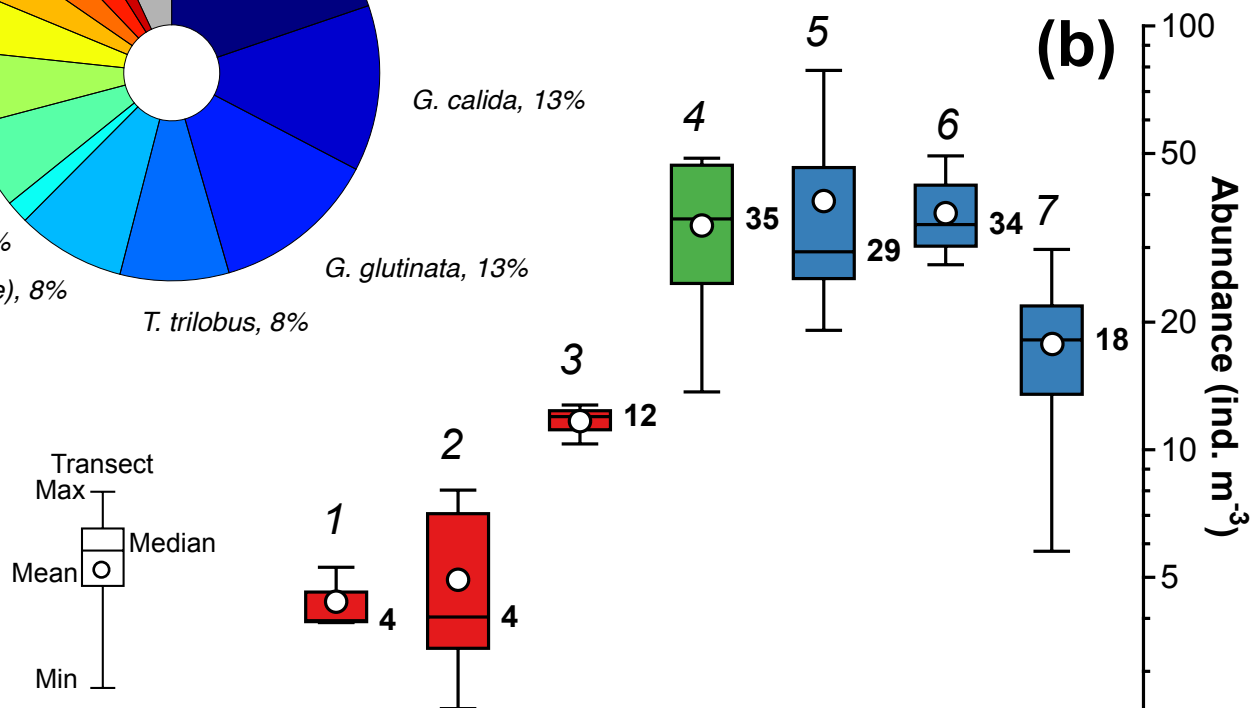 (b)
100
5
G. calida, 13%
4
6
50
35
34
7
29
%
G. glutinata, 13%
e), 8%
T. trilobus, 8%
20
18
Abundance (ind. m-3)
3
12
10
2
Transect
Max
1
Median
Mean
5
4
4
Min